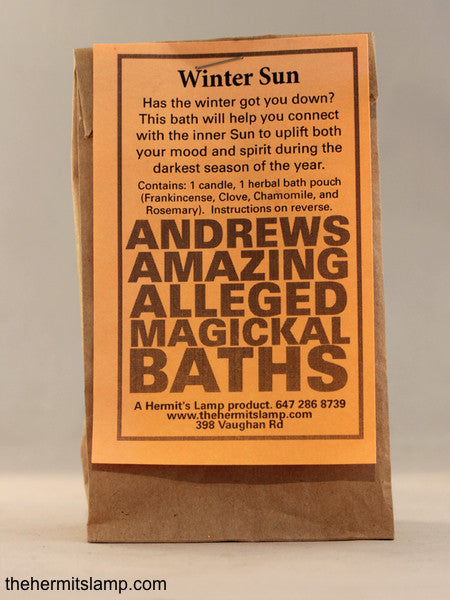 Winter Sun
Has the winter got you down?
This bath will help you connect
with the inner Sun to uplift both
your mood and spirit during the
darkest season of the year.
Contains: 1 candle, 1 herbal bath pouch
(Frankincense, Clove, Chamomile, and
Rosemary). Instructions on reverse.
ANDREWS
AMAZING
ALLEGED
MAGICKAL
BATHS
A Hermit's Lamp product. 647 286 8739
www.thehermitslamp.com
398 Vaughan Rd
thehermitslamp.com